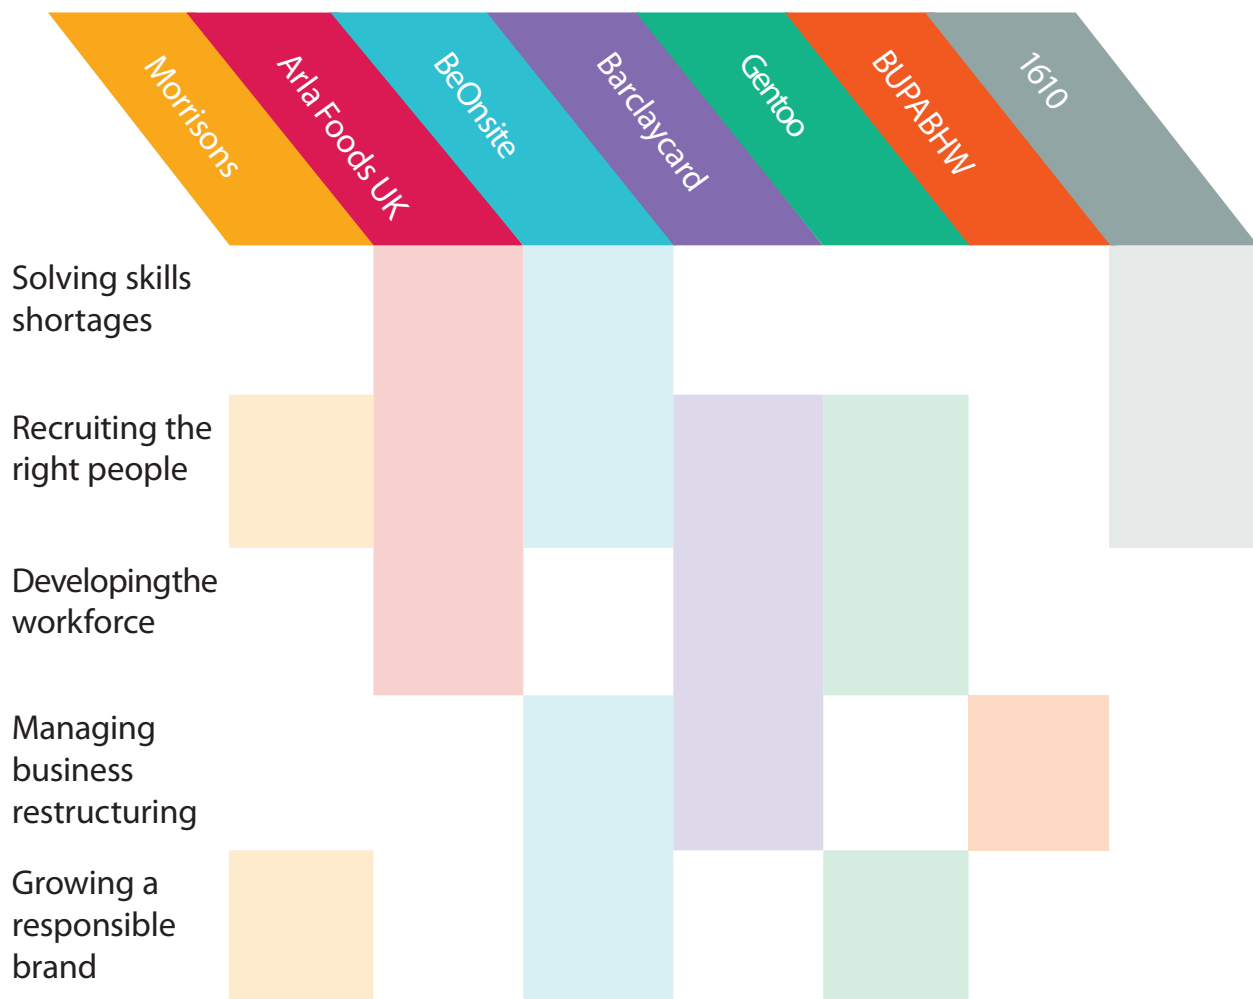 Morrisons
Arla Foods UK
BeOnsite
Barclaycard
Gentoo
BUPABHW
1610
Solving skills
shortages
Recruiting the
right people
Developingthe
workforce
Managing
business
restructuring
Growing a
responsible
brand